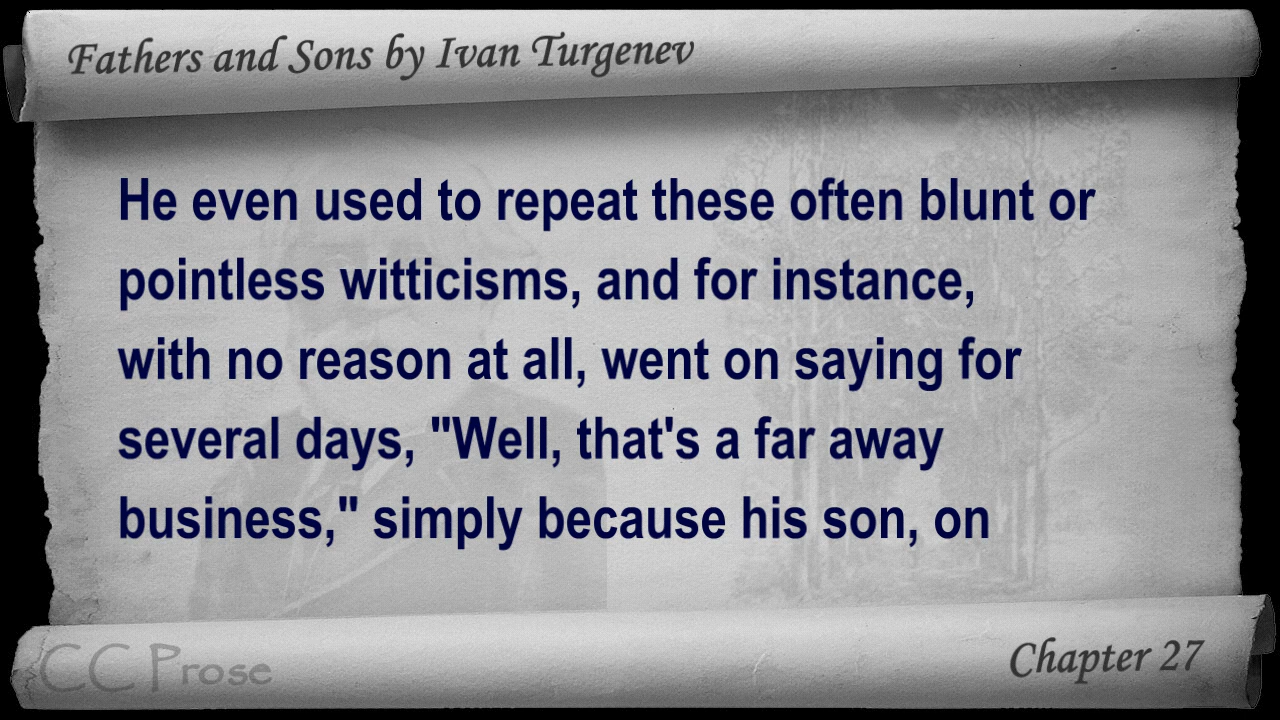 Fathers and Sons by Ivan Turgenev
He even used to repeat these often blunt or
pointless witticisms, and for instance,
with no reason at all, went on saying for
several days, "Well, that's a far away
business," simply because his son, on
CC Prose
Chapter 27